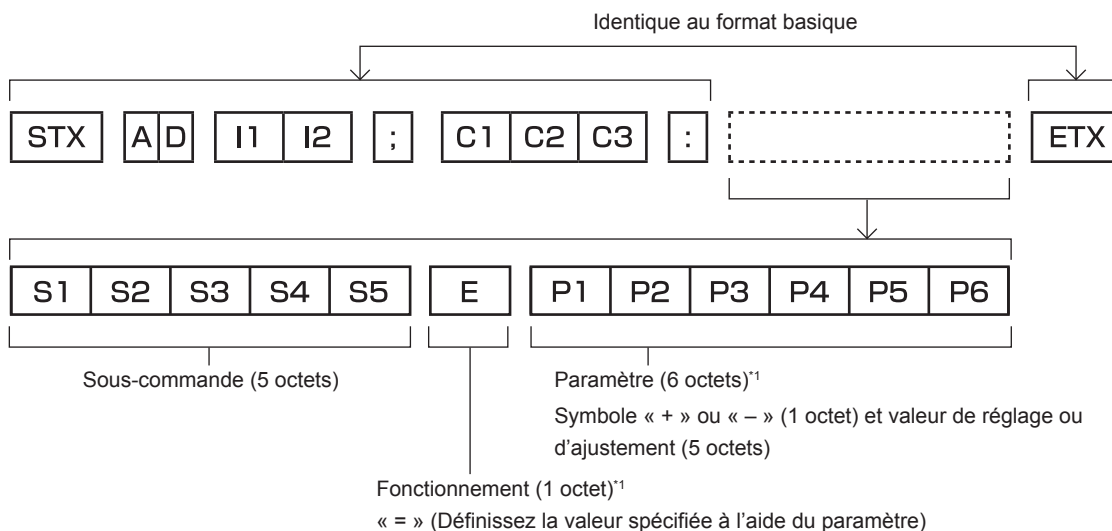 Identique au format basique
STX A D I1 I2 ; C1 C2 C3 : ETX
S1 S2 S3 S4 S5 E P1 P2 P3 P4 P5 P6
Sous-commande (5 octets)
Paramètre (6 octets)*1
Symbole « + » ou « – » (1 octet) et valeur de réglage ou
d’ajustement (5 octets)
Fonctionnement (1 octet)*1
« = » (Définissez la valeur spécifiée à l’aide du paramètre)